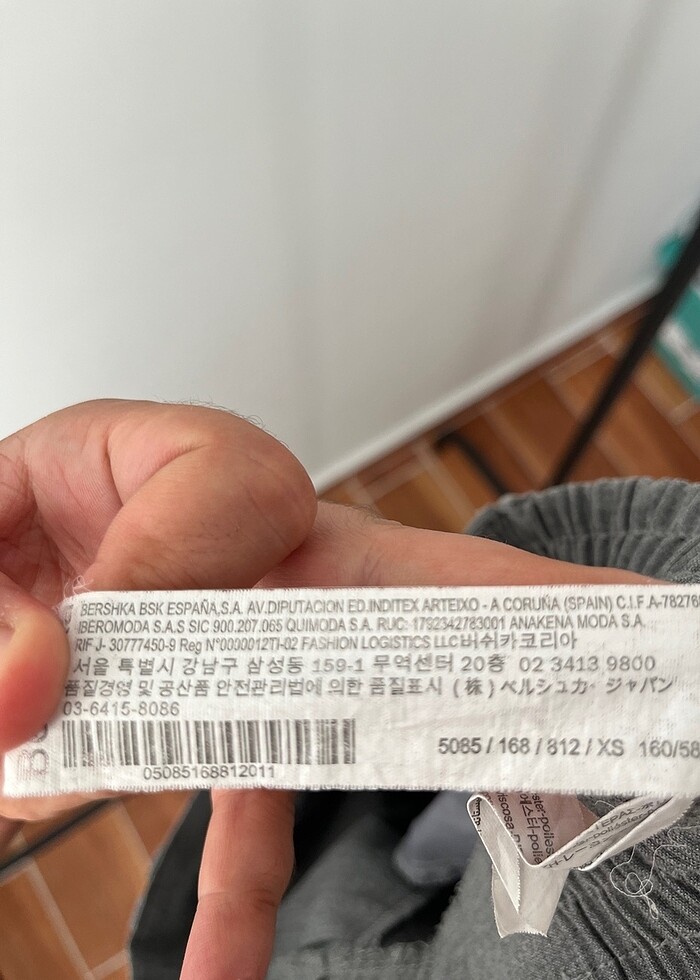 BERSHKA BSK ESPAÑA,S.A. AV.DIPUTACION ED.INDITEX ARTEIXO - A CORUÑA (SPAIN) C.I.F.A-7827
IBEROMODA S.A.S SIC 900.207.065 QUIMODA S.A. RUC: 1792342783001 ANAKENA MODA S.A.
RIF J- 30777450-9 Reg N°0000012TI-02 FASHION LOGISTICS LLC버쉬카코리아
서울 특별시 강남구 삼성동 159-1 무역센터 20층 02 3413 9800
품질경영 및 공산품 안전관리법에 의한 품질표시 (株) ベルシュカ・ジャパン
03-6415-8086
5085 / 168 / 812 / XS 160/58
05085168812011